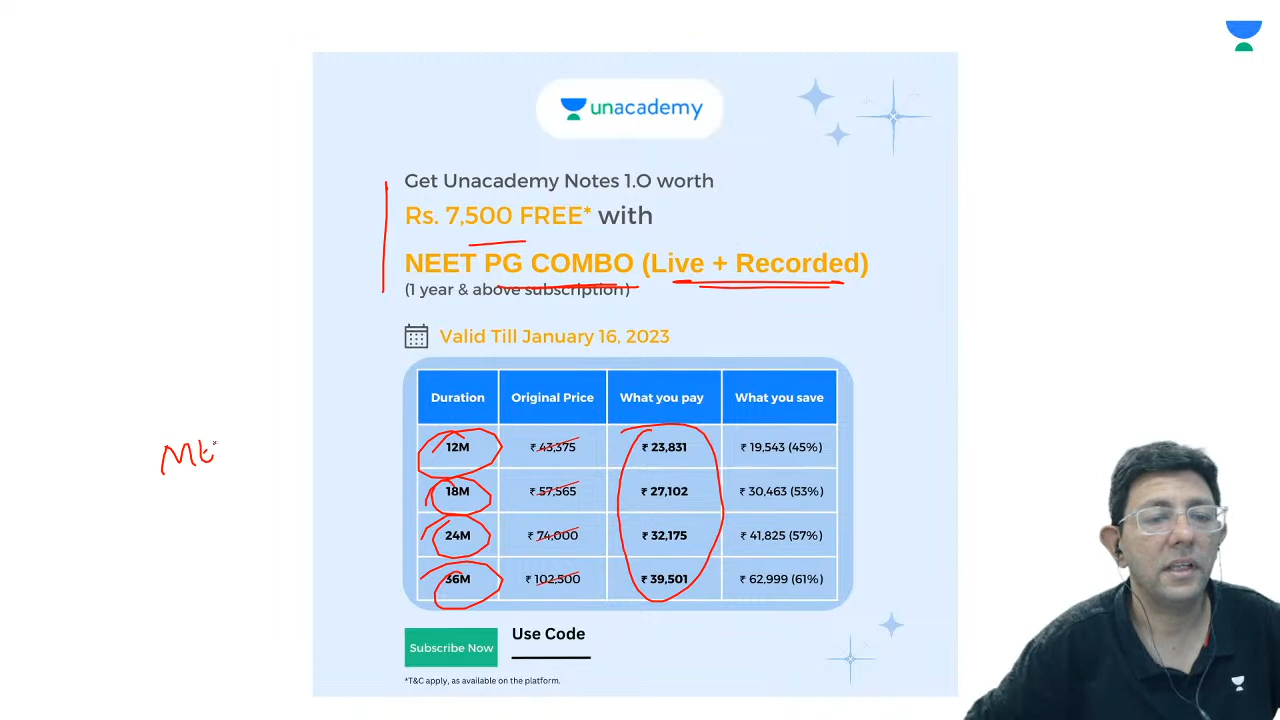 unacademy
Get Unacademy Notes 1.O worth
Rs. 7,500 FREE* with
NEET PG COMBO (Live + Recorded)
(1 year & above subscription)
Valid Till January 16, 2023
Duration Original Price What you pay What you save
12M ₹ 43,375 ₹ 23,831 ₹ 19,543 (45%)
18M ₹ 57,565 ₹ 27,102 ₹ 30,463 (53%)
24M ₹ 74,000 ₹ 32,175 ₹ 41,825 (57%)
36M ₹ 102,500 ₹ 39,501 ₹ 62,999 (61%)
Use Code
Subscribe Now
*T&C apply, as available on the platform.